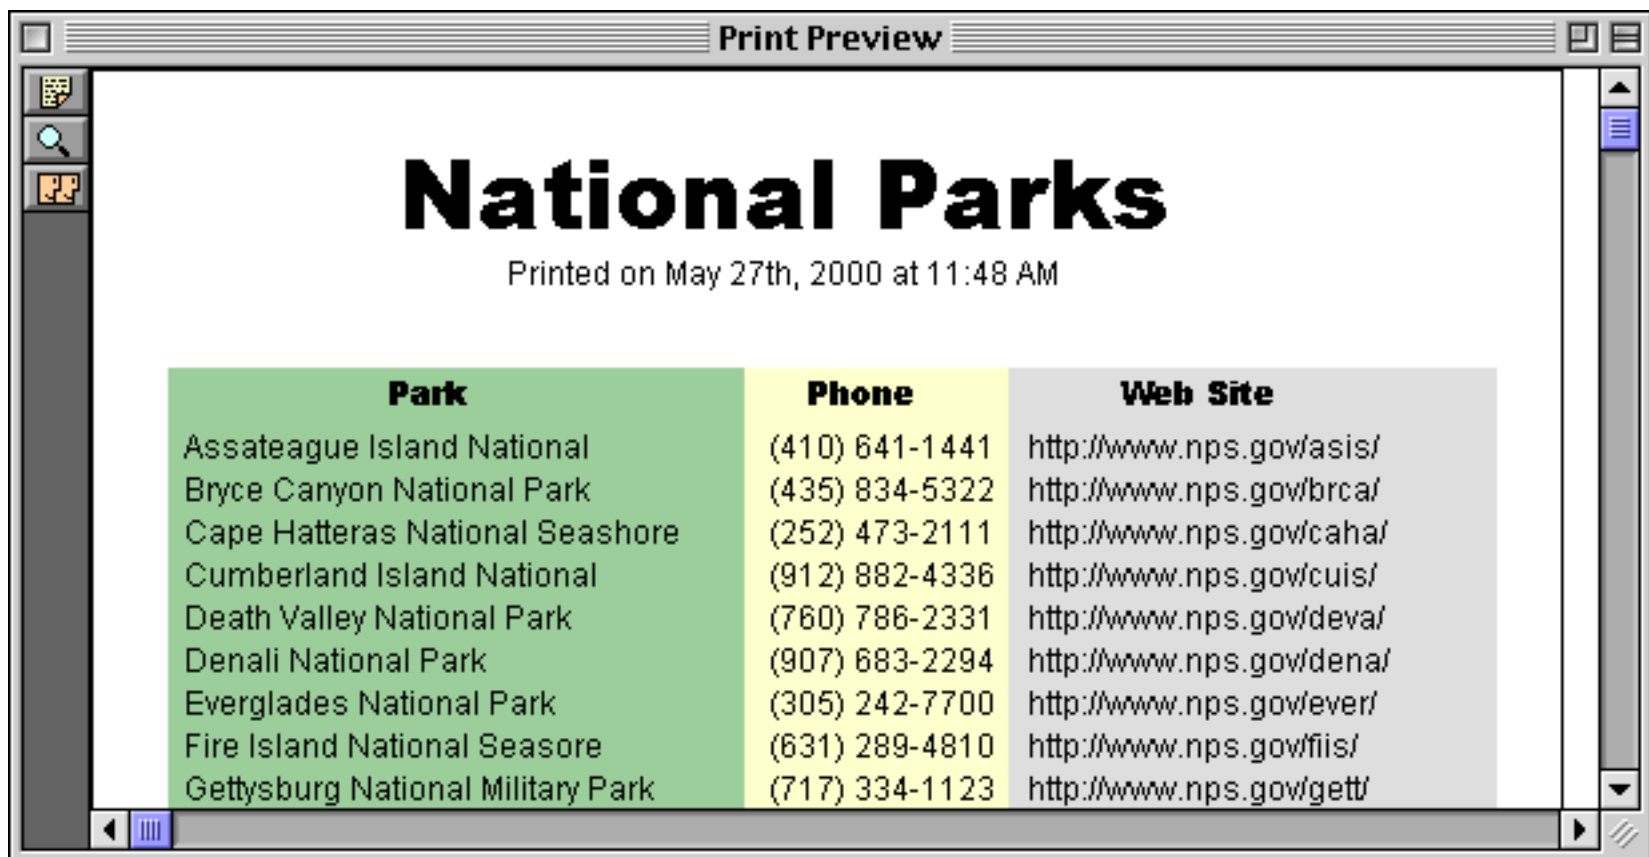 Print Preview
National Parks
Printed on May 27th, 2000 at 11:48 AM
Park Phone Web Site
Assateague Island National (410) 641-1441 http://www.nps.gov/asis/
Bryce Canyon National Park (435) 834-5322 http://www.nps.gov/brca/
Cape Hatteras National Seashore (252) 473-2111 http://www.nps.gov/caha/
Cumberland Island National (912) 882-4336 http://www.nps.gov/cuis/
Death Valley National Park (760) 786-2331 http://www.nps.gov/deva/
Denali National Park (907) 683-2294 http://www.nps.gov/dena/
Everglades National Park (305) 242-7700 http://www.nps.gov/ever/
Fire Island National Seasore (631) 289-4810 http://www.nps.gov/fiis/
Gettysburg National Military Park (717) 334-1123 http://www.nps.gov/gett/